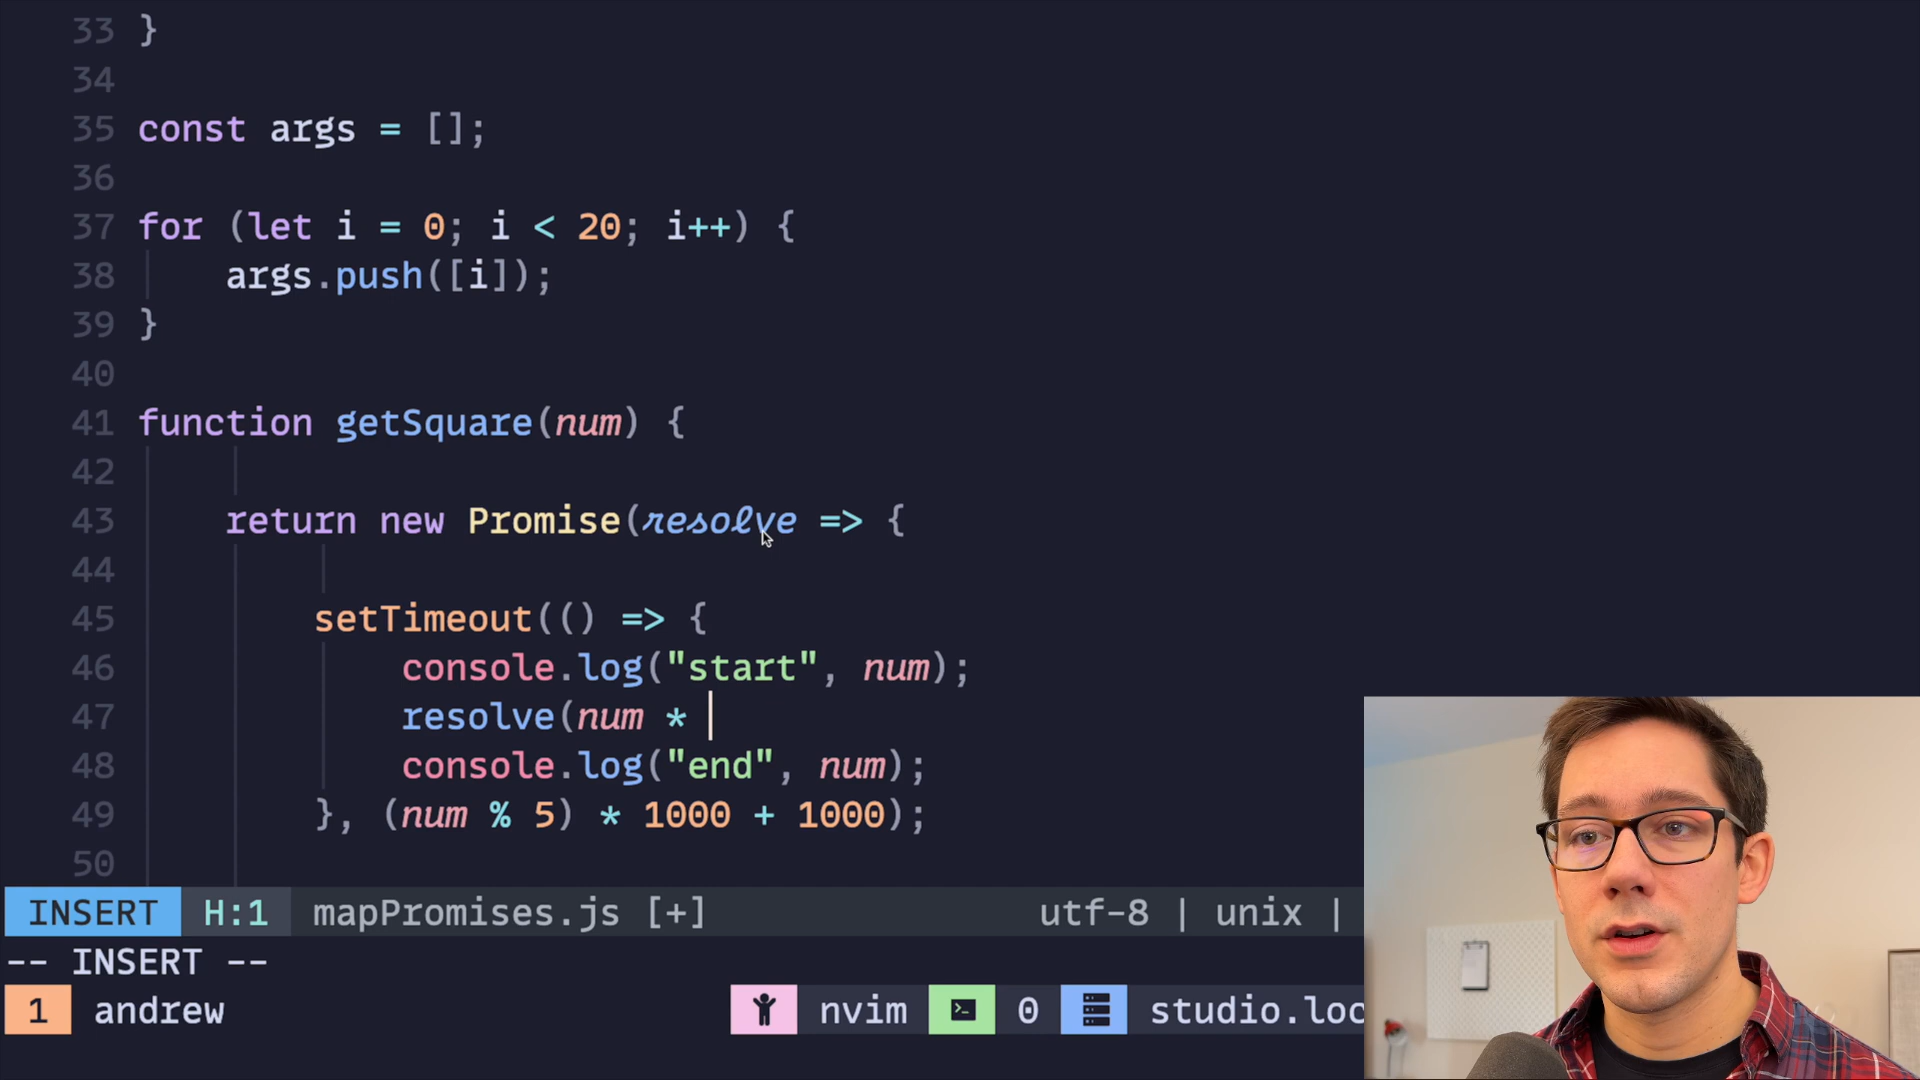 33 }
34
35 const args = [];
36
37 for (let i = 0; i < 20; i++) {
38 args.push([i]);
39 }
40
41 function getSquare(num) {
42
43 return new Promise(resolve => {
44
45 setTimeout(() => {
46 console.log("start", num);
47 resolve(num *
48 console.log("end", num);
49 }, (num % 5) * 1000 + 1000);
50
INSERT H:1 mapPromises.js [+] utf-8 | unix |
-- INSERT --
1 andrew nvim 0 studio.loc